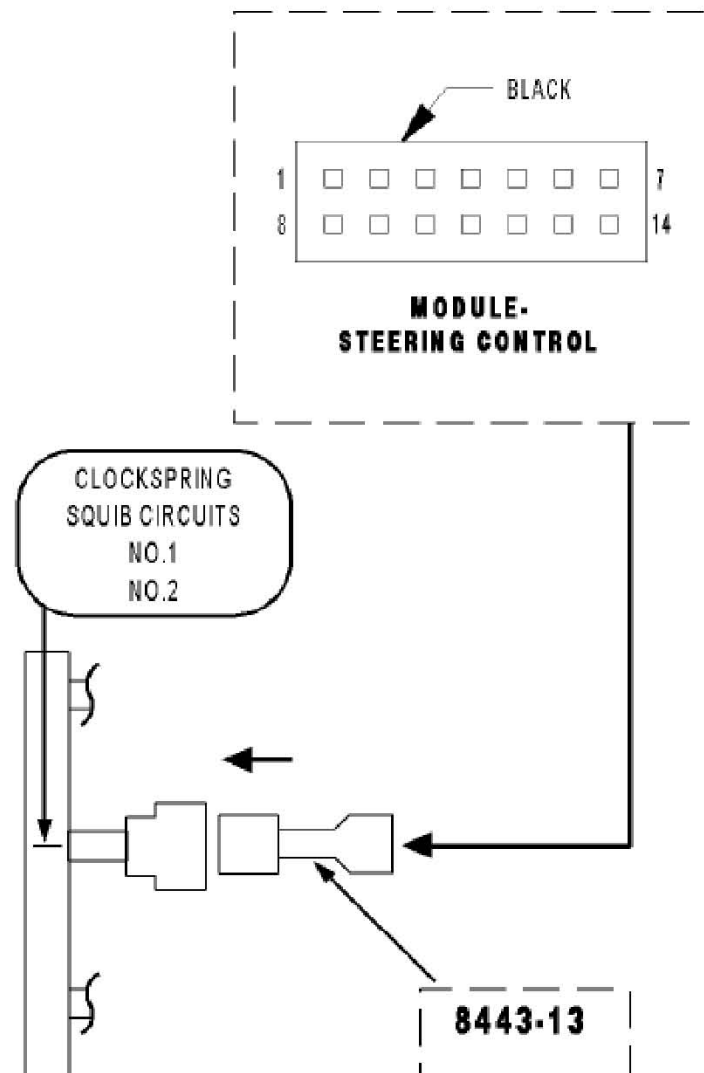 BLACK
1 7
8 14
MODULE-
STEERING CONTROL
CLOCKSPRING
SQUIB CIRCUITS
NO.1
NO.2
8443-13